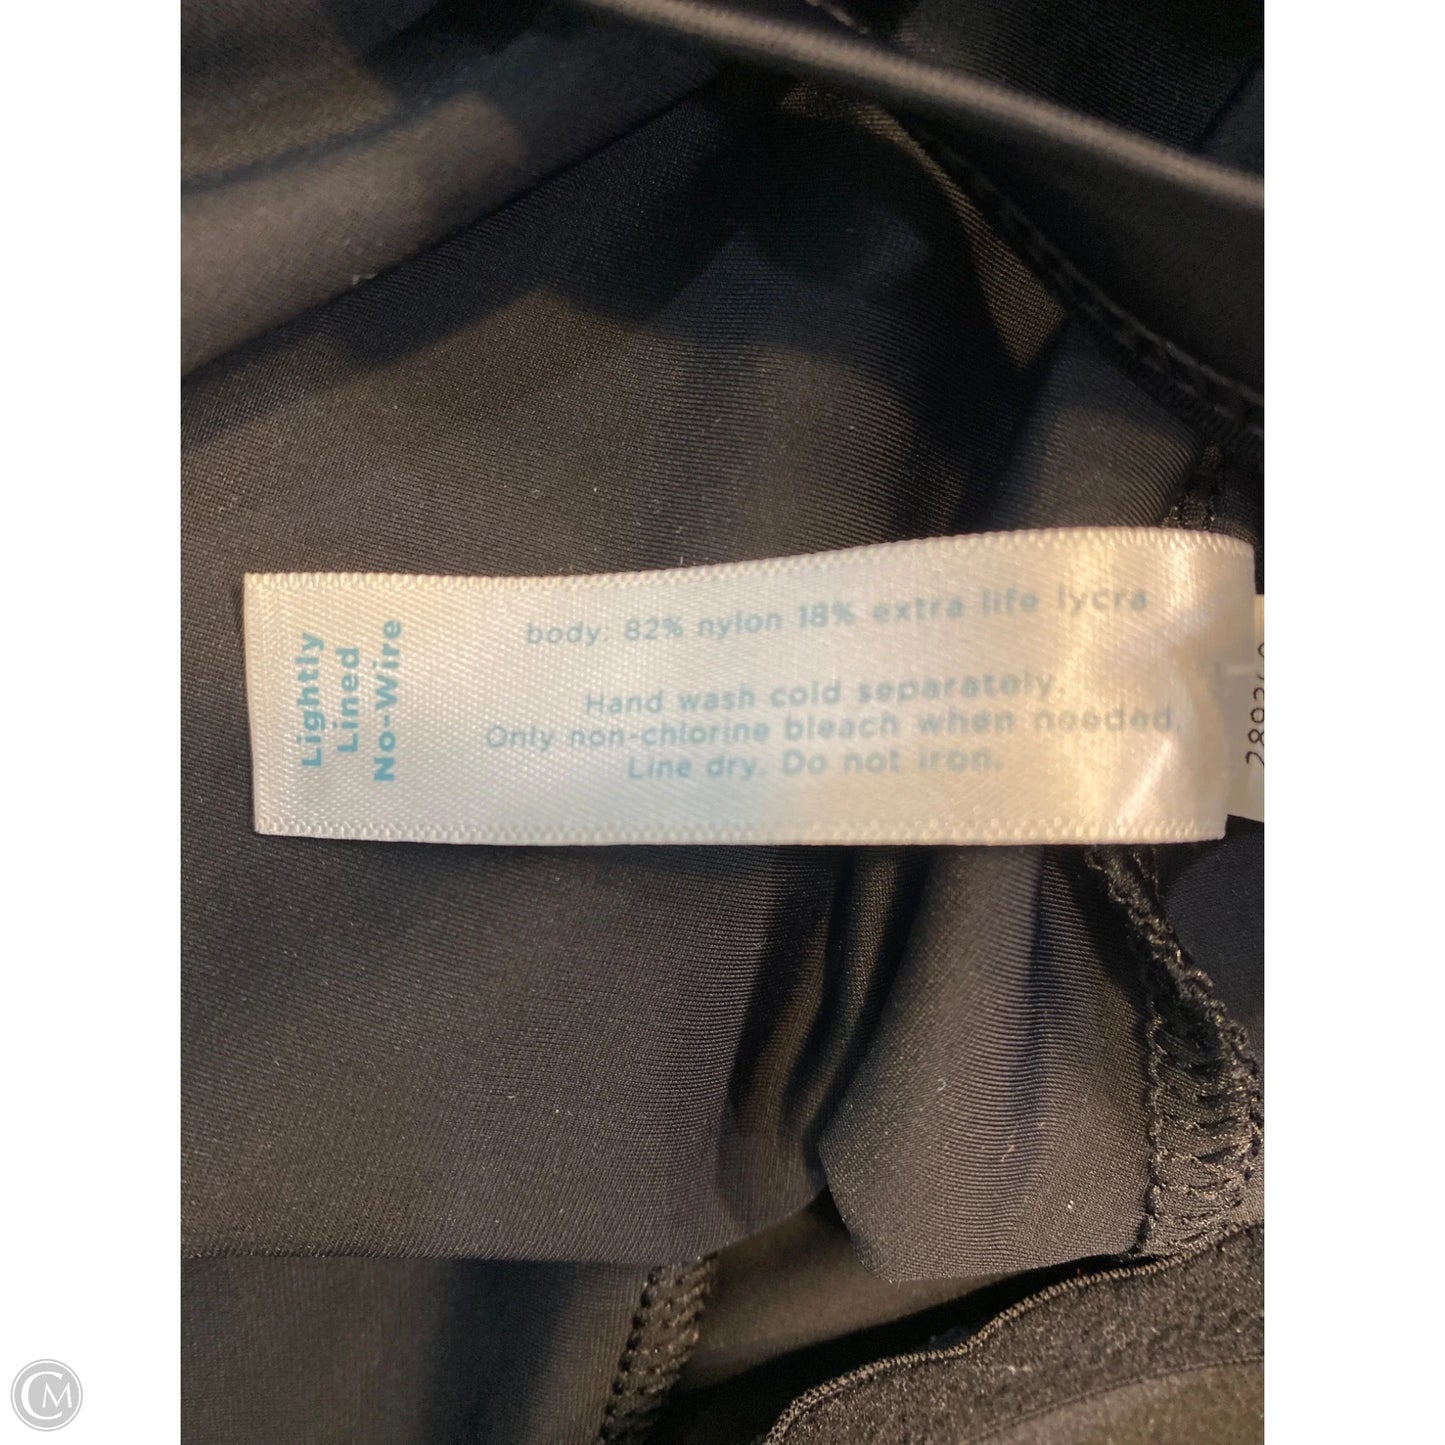 Lightly
Lined
No-Wire
body: 82% nylon 18% extra life lycra
Hand wash cold separately.
Only non-chlorine bleach when needed.
Line dry. Do not iron.
CM